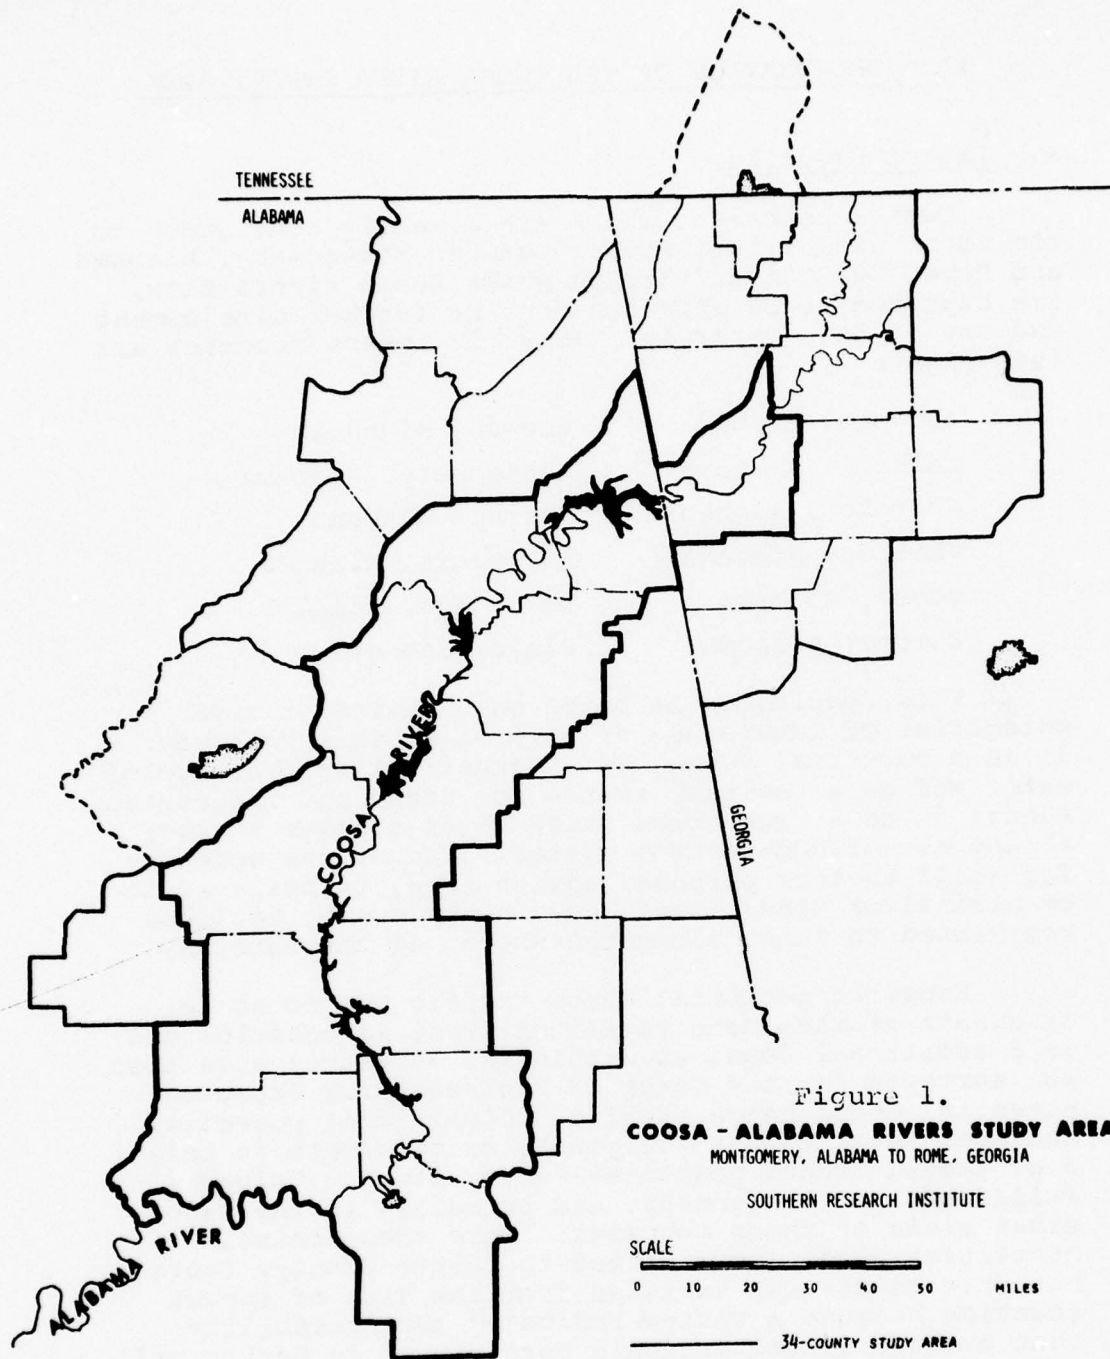 TENNESSEE
ALABAMA
COOSA RIVER
GEORGIA
ALABAMA RIVER
Figure 1.
COOSA - ALABAMA RIVERS STUDY AREA
MONTGOMERY, ALABAMA TO ROME, GEORGIA
SOUTHERN RESEARCH INSTITUTE
SCALE
0 10 20 30 40 50 MILES
34-COUNTY STUDY AREA